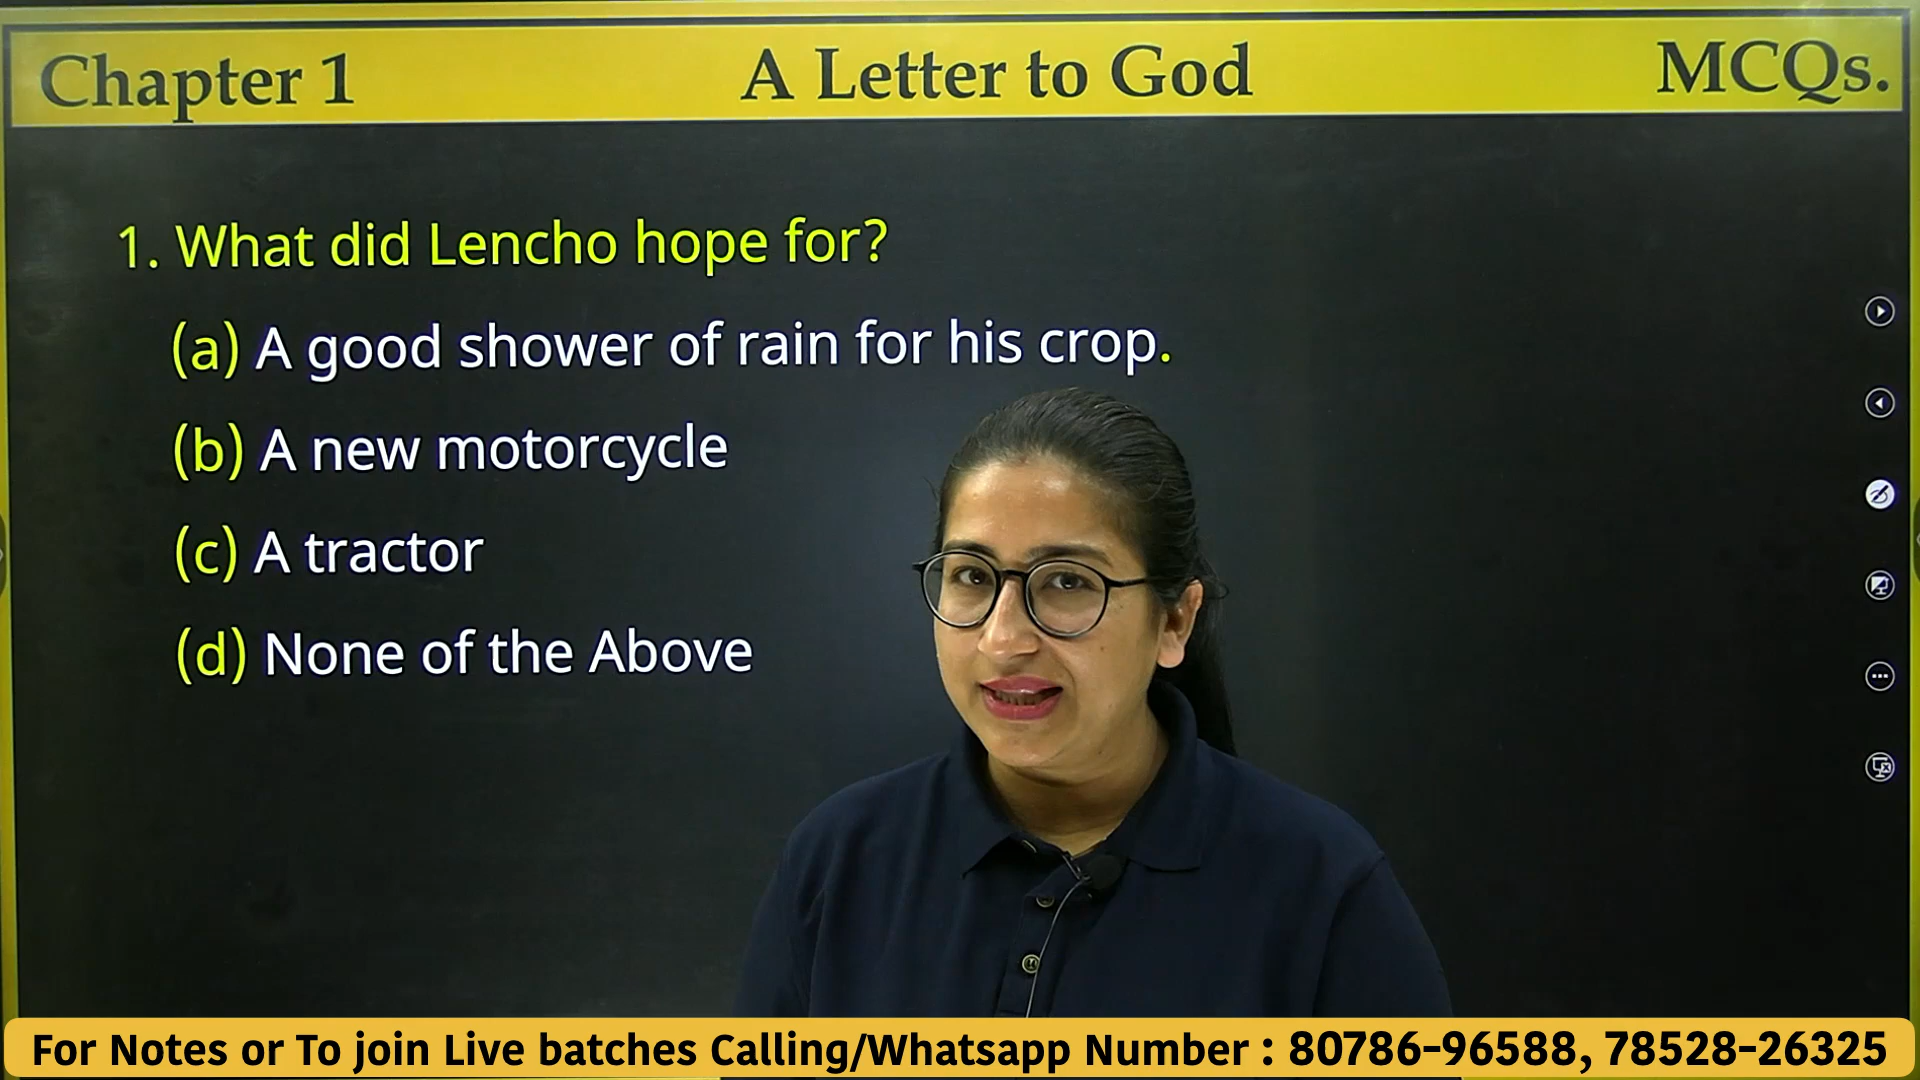 Chapter 1 A Letter to God MCQs.
1. What did Lencho hope for?
(a) A good shower of rain for his crop.
(b) A new motorcycle
(c) A tractor
(d) None of the Above
For Notes or To join Live batches Calling/Whatsapp Number : 80786-96588, 78528-26325